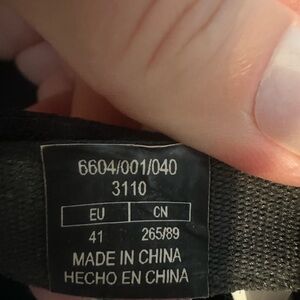 6604/001/040
3110
EU CN
41 265/89
MADE IN CHINA
HECHO EN CHINA